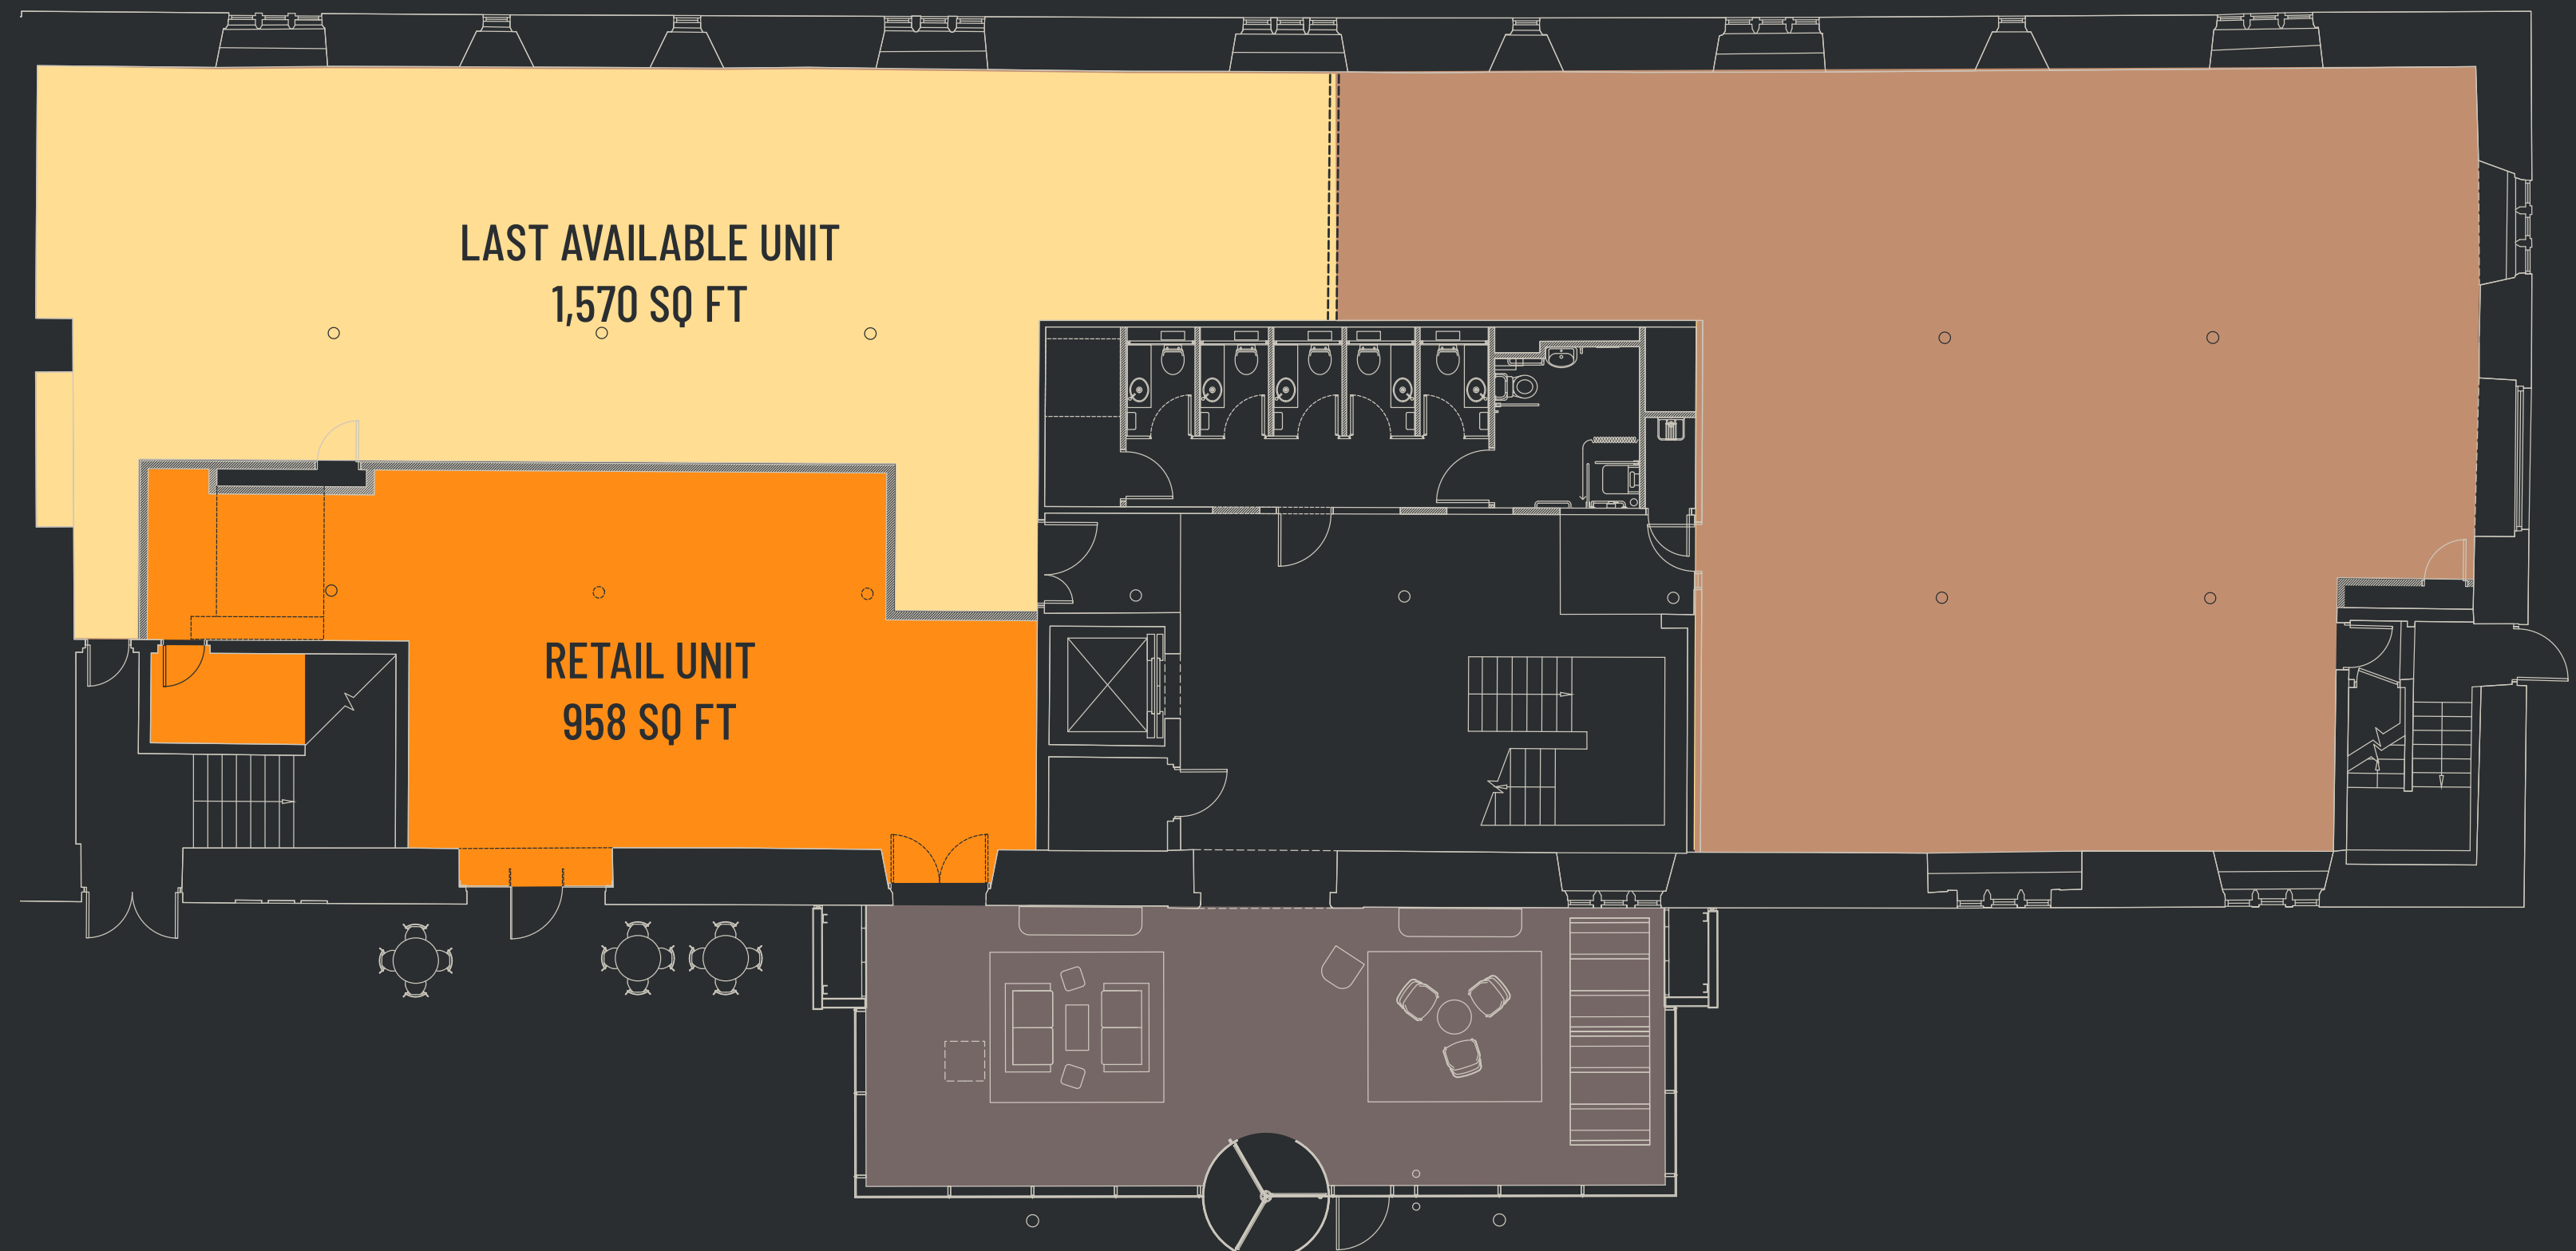 LAST AVAILABLE UNIT
1,570 SQ FT
RETAIL UNIT
958 SQ FT